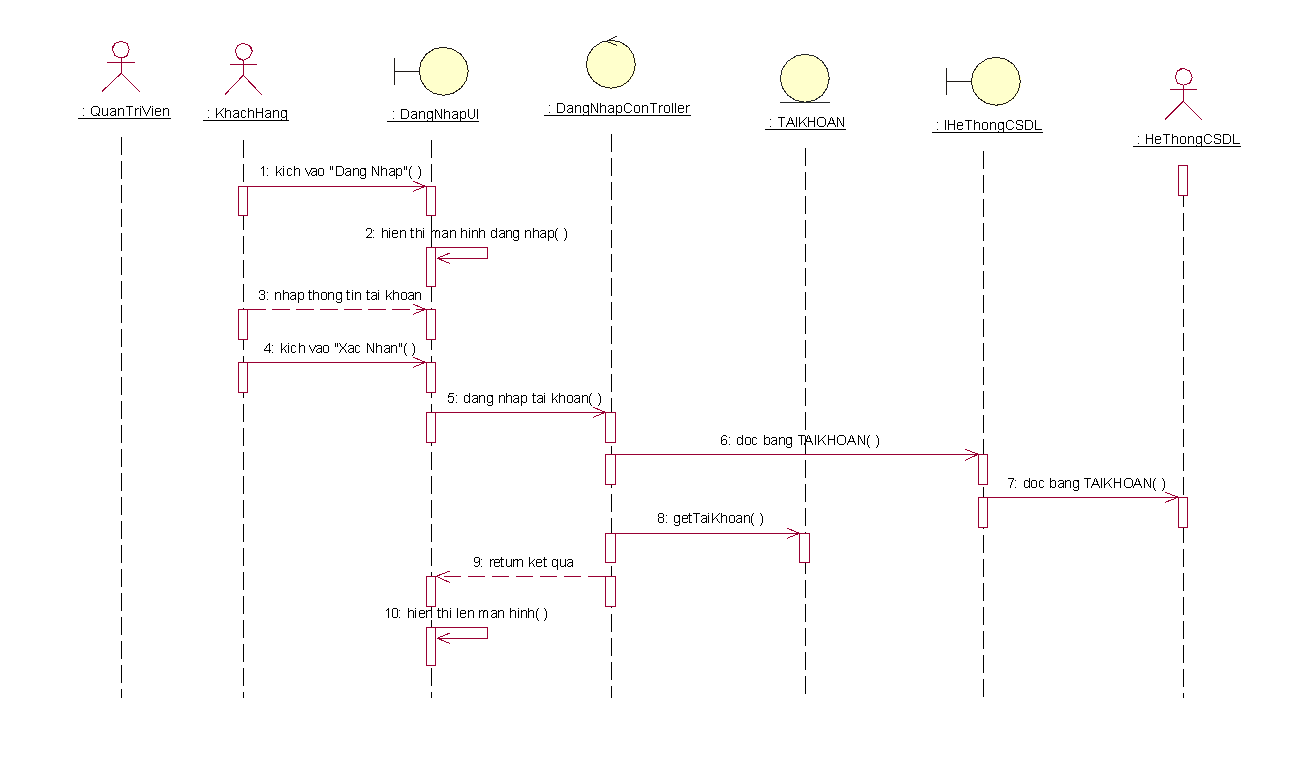 : QuanTriVien
: KhachHang
: DangNhapUI
: DangNhapConTroller
: TAIKHOAN
: IHeThongCSDL
: HeThongCSDL
1: kich vao "Dang Nhap"( )
2: hien thi man hinh dang nhap( )
3: nhap thong tin tai khoan
4: kich vao "Xac Nhan"( )
5: dang nhap tai khoan( )
6: doc bang TAIKHOAN( )
7: doc bang TAIKHOAN( )
8: getTaiKhoan( )
9: return ket qua
10: hien thi len man hinh( )